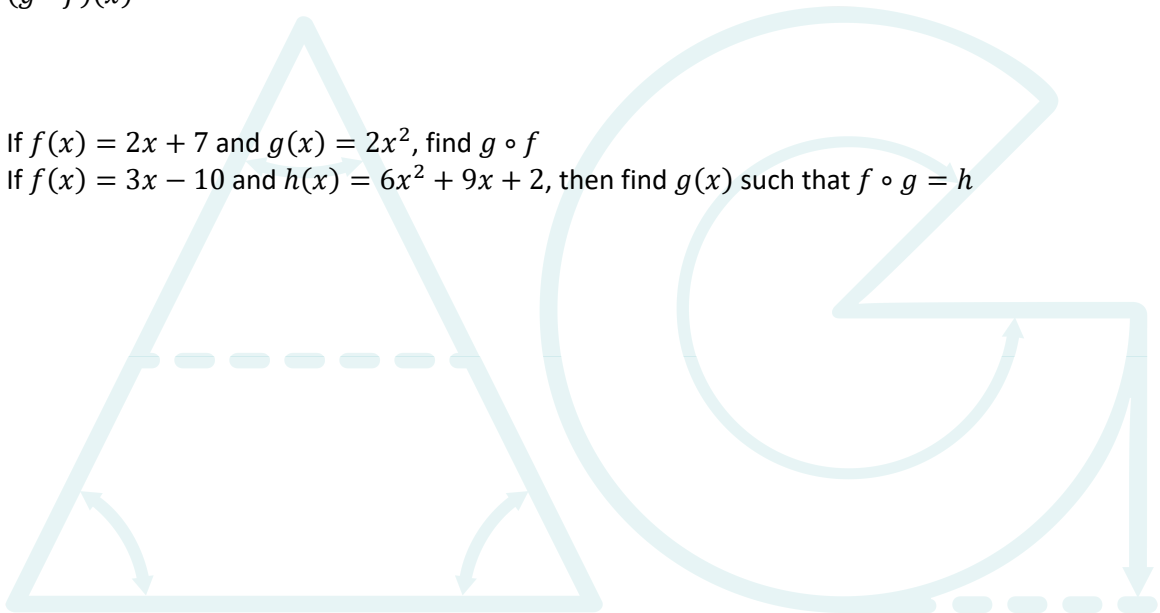 If f(x) = 2x + 7 and g(x) = 2x², find g ∘ f
If f(x) = 3x − 10 and h(x) = 6x² + 9x + 2, then find g(x) such that f ∘ g = h